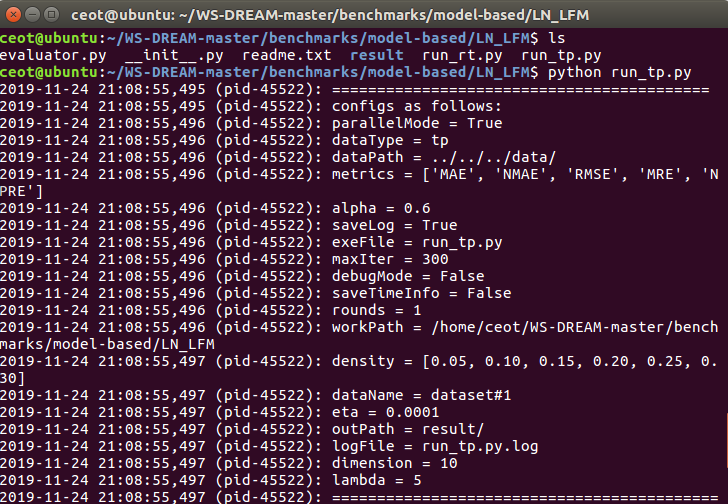 ceot@ubuntu: ~/WS-DREAM-master/benchmarks/model-based/LN_LFM
ceot@ubuntu:~/WS-DREAM-master/benchmarks/model-based/LN_LFM$ ls
evaluator.py  __init__.py  readme.txt  result  run_rt.py  run_tp.py
ceot@ubuntu:~/WS-DREAM-master/benchmarks/model-based/LN_LFM$ python run_tp.py
2019-11-24 21:08:55,495 (pid-45522): =========================================
2019-11-24 21:08:55,495 (pid-45522): configs as follows:
2019-11-24 21:08:55,496 (pid-45522): parallelMode = True
2019-11-24 21:08:55,496 (pid-45522): dataType = tp
2019-11-24 21:08:55,496 (pid-45522): dataPath = ../../../data/
2019-11-24 21:08:55,496 (pid-45522): metrics = ['MAE', 'NMAE', 'RMSE', 'MRE', 'N
PRE']
2019-11-24 21:08:55,496 (pid-45522): alpha = 0.6
2019-11-24 21:08:55,496 (pid-45522): saveLog = True
2019-11-24 21:08:55,496 (pid-45522): exeFile = run_tp.py
2019-11-24 21:08:55,496 (pid-45522): maxIter = 300
2019-11-24 21:08:55,496 (pid-45522): debugMode = False
2019-11-24 21:08:55,496 (pid-45522): saveTimeInfo = False
2019-11-24 21:08:55,496 (pid-45522): rounds = 1
2019-11-24 21:08:55,496 (pid-45522): workPath = /home/ceot/WS-DREAM-master/bench
marks/model-based/LN_LFM
2019-11-24 21:08:55,497 (pid-45522): density = [0.05, 0.10, 0.15, 0.20, 0.25, 0.
30]
2019-11-24 21:08:55,497 (pid-45522): dataName = dataset#1
2019-11-24 21:08:55,497 (pid-45522): eta = 0.0001
2019-11-24 21:08:55,497 (pid-45522): outPath = result/
2019-11-24 21:08:55,497 (pid-45522): logFile = run_tp.py.log
2019-11-24 21:08:55,497 (pid-45522): dimension = 10
2019-11-24 21:08:55,497 (pid-45522): lambda = 5
2019-11-24 21:08:55,497 (pid-45522): ==========================================